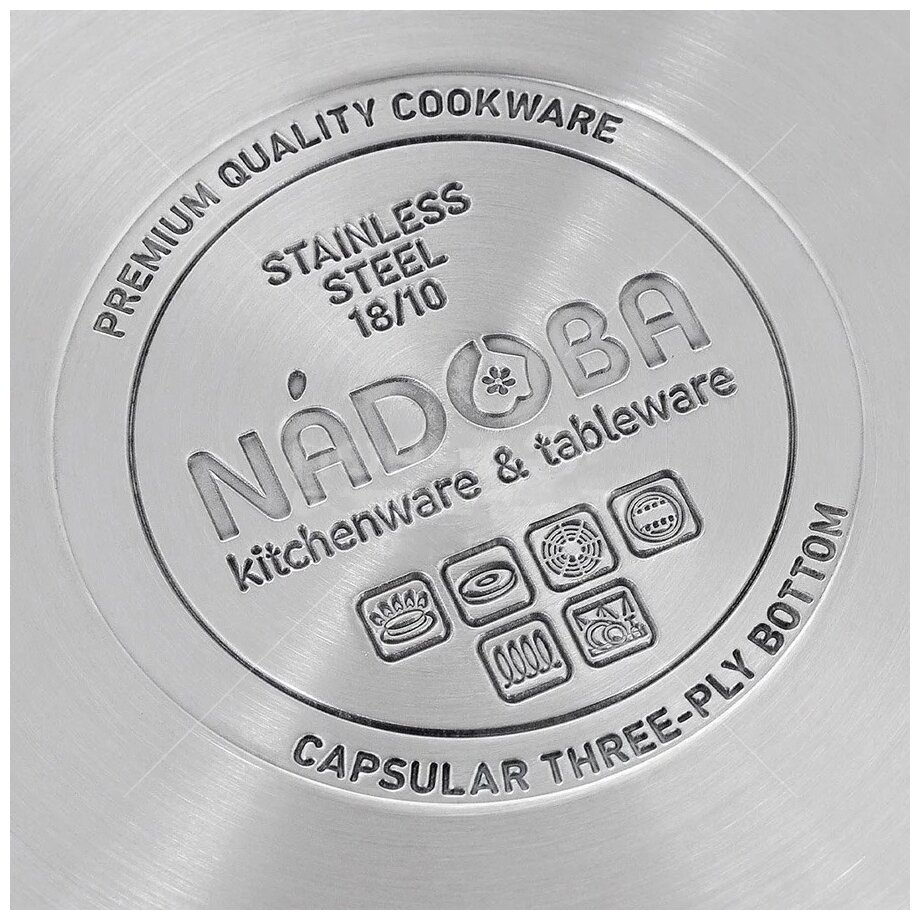 PREMIUM QUALITY COOKWARE
STAINLESS
STEEL
18/10
NÁDOBA
kitchenware & tableware
CAPSULAR THREE-PLY BOTTOM